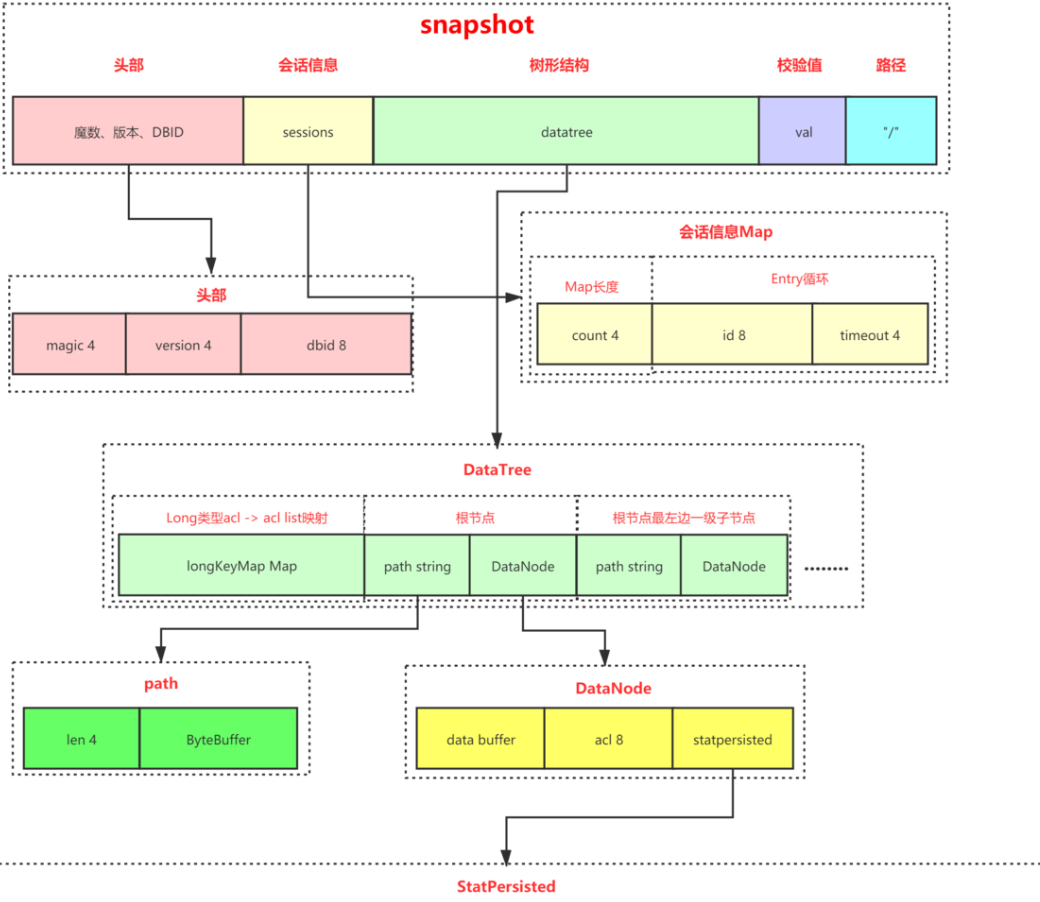 snapshot
头部 会话信息 树形结构 校验值 路径
魔数、版本、DBID sessions datatree val "/"
会话信息Map
Map长度 Entry循环
count 4 id 8 timeout 4
头部
magic 4 version 4 dbid 8
DataTree
Long类型acl -> acl list映射 根节点 根节点最左边一级子节点
longKeyMap Map path string DataNode path string DataNode ········
path
len 4 ByteBuffer
DataNode
data buffer acl 8 statpersisted
StatPersisted